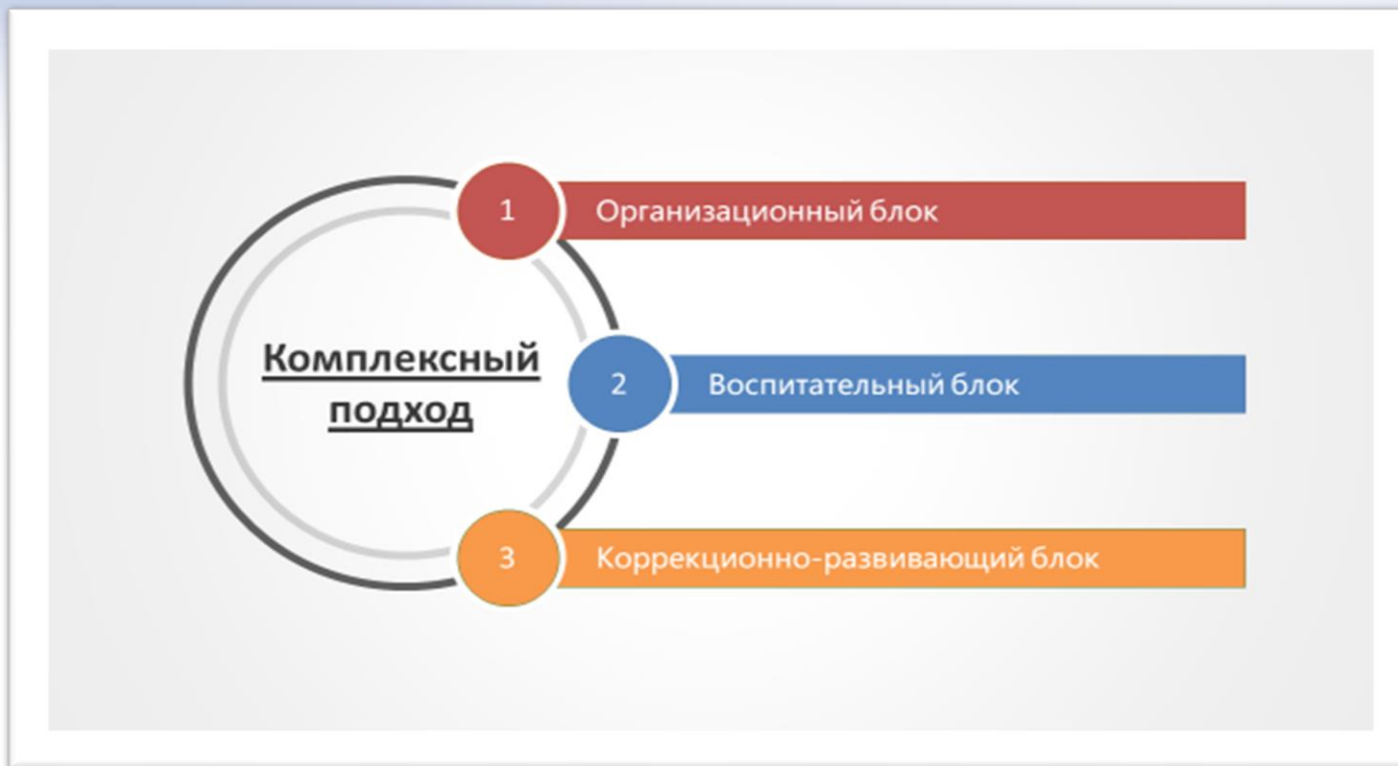 1
Организационный блок
Комплексный
подход
2
Воспитательный блок
3
Коррекционно-развивающий блок